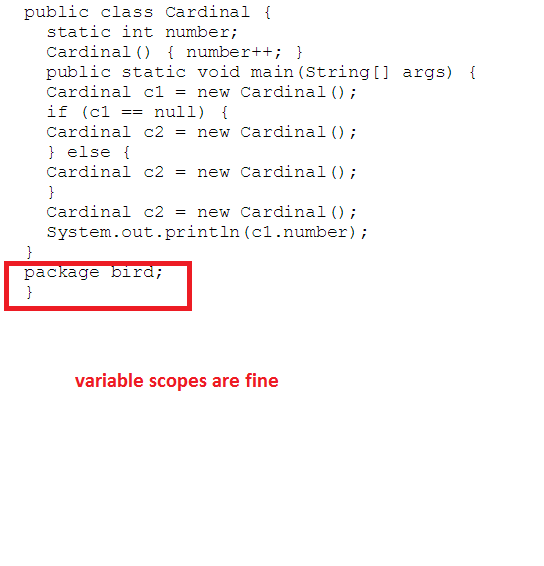 public class Cardinal {
static int number;
Cardinal() { number++; }
public static void main(String[] args) {
Cardinal c1 = new Cardinal();
if (c1 == null) {
Cardinal c2 = new Cardinal();
} else {
Cardinal c2 = new Cardinal();
}
Cardinal c2 = new Cardinal();
System.out.println(c1.number);
}
package bird;
}
variable scopes are fine